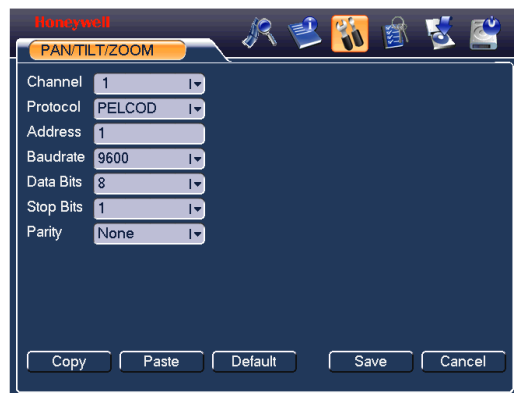 Honeywell
PAN/TILT/ZOOM
Channel 1
Protocol PELCOD
Address 1
Baudrate 9600
Data Bits 8
Stop Bits 1
Parity None
Copy Paste Default Save Cancel